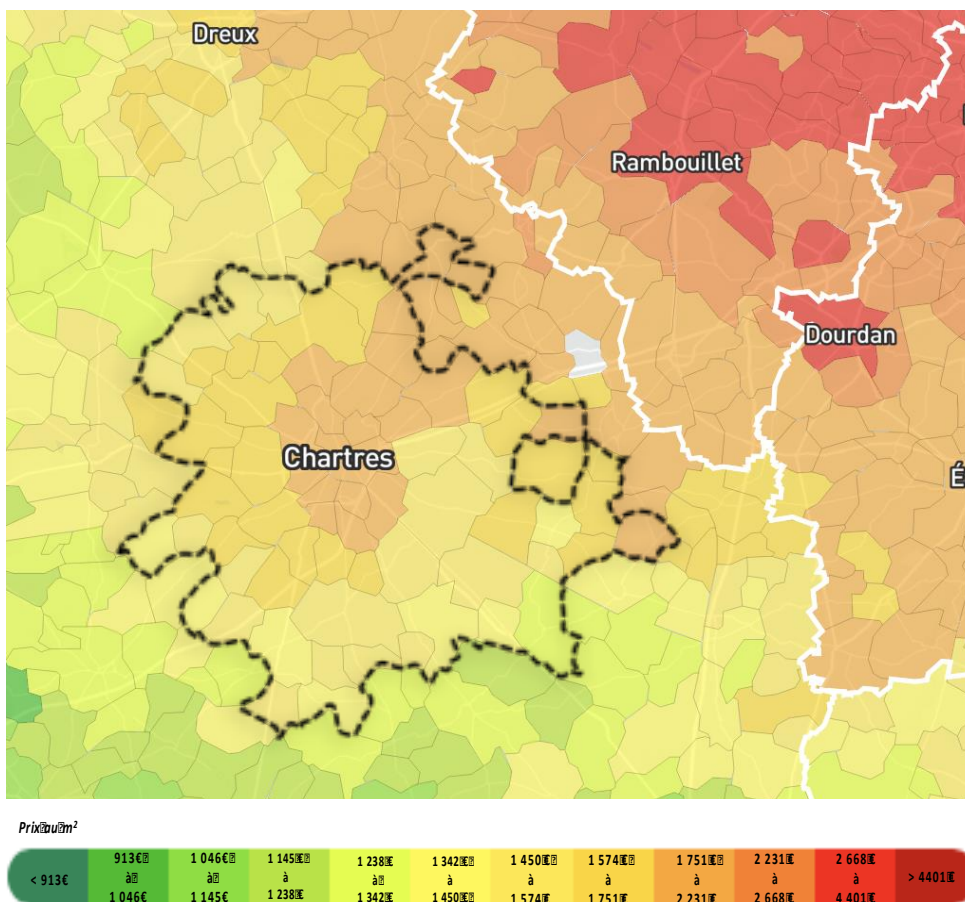 Dreux
Rambouillet
Dourdan
É
Chartres
Prix au m²
< 913€
913€ à 1 046€
1 046€ à 1 145€
1 145€ à 1 238€
1 238€ à 1 342€
1 342€ à 1 450€
1 450€ à 1 574€
1 574€ à 1 751€
1 751€ à 2 231€
2 231€ à 2 668€
2 668€ à 4 401€
> 4401€